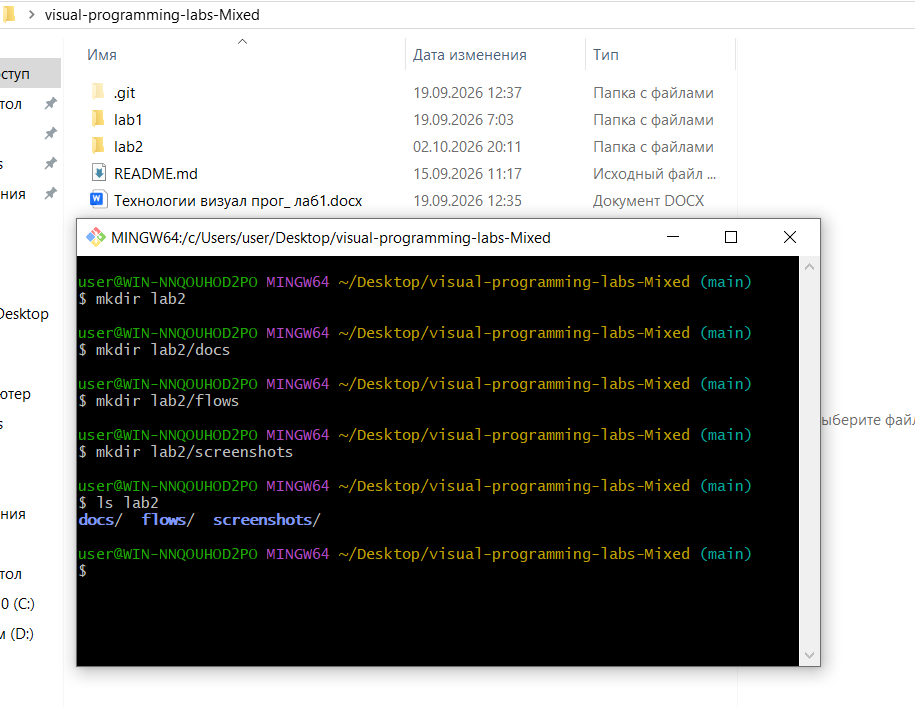 visual-programming-labs-Mixed
Имя Дата изменения Тип
.git 19.09.2026 12:37 Папка с файлами
lab1 19.09.2026 7:03 Папка с файлами
lab2 02.10.2026 20:11 Папка с файлами
README.md 15.09.2026 11:17 Исходный файл ...
Технологии визуал прог_ лаб1.docx 19.09.2026 12:35 Документ DOCX
оступ
тол
s
ния
Desktop
ютер
s
ния
тол
0 (C:)
м (D:)
MINGW64:/c/Users/user/Desktop/visual-programming-labs-Mixed
user@WIN-NNQOUHOD2PO MINGW64 ~/Desktop/visual-programming-labs-Mixed (main)
$ mkdir lab2
user@WIN-NNQOUHOD2PO MINGW64 ~/Desktop/visual-programming-labs-Mixed (main)
$ mkdir lab2/docs
user@WIN-NNQOUHOD2PO MINGW64 ~/Desktop/visual-programming-labs-Mixed (main)
$ mkdir lab2/flows
user@WIN-NNQOUHOD2PO MINGW64 ~/Desktop/visual-programming-labs-Mixed (main)
$ mkdir lab2/screenshots
user@WIN-NNQOUHOD2PO MINGW64 ~/Desktop/visual-programming-labs-Mixed (main)
$ ls lab2
docs/ flows/ screenshots/
user@WIN-NNQOUHOD2PO MINGW64 ~/Desktop/visual-programming-labs-Mixed (main)
$
ыберите файл